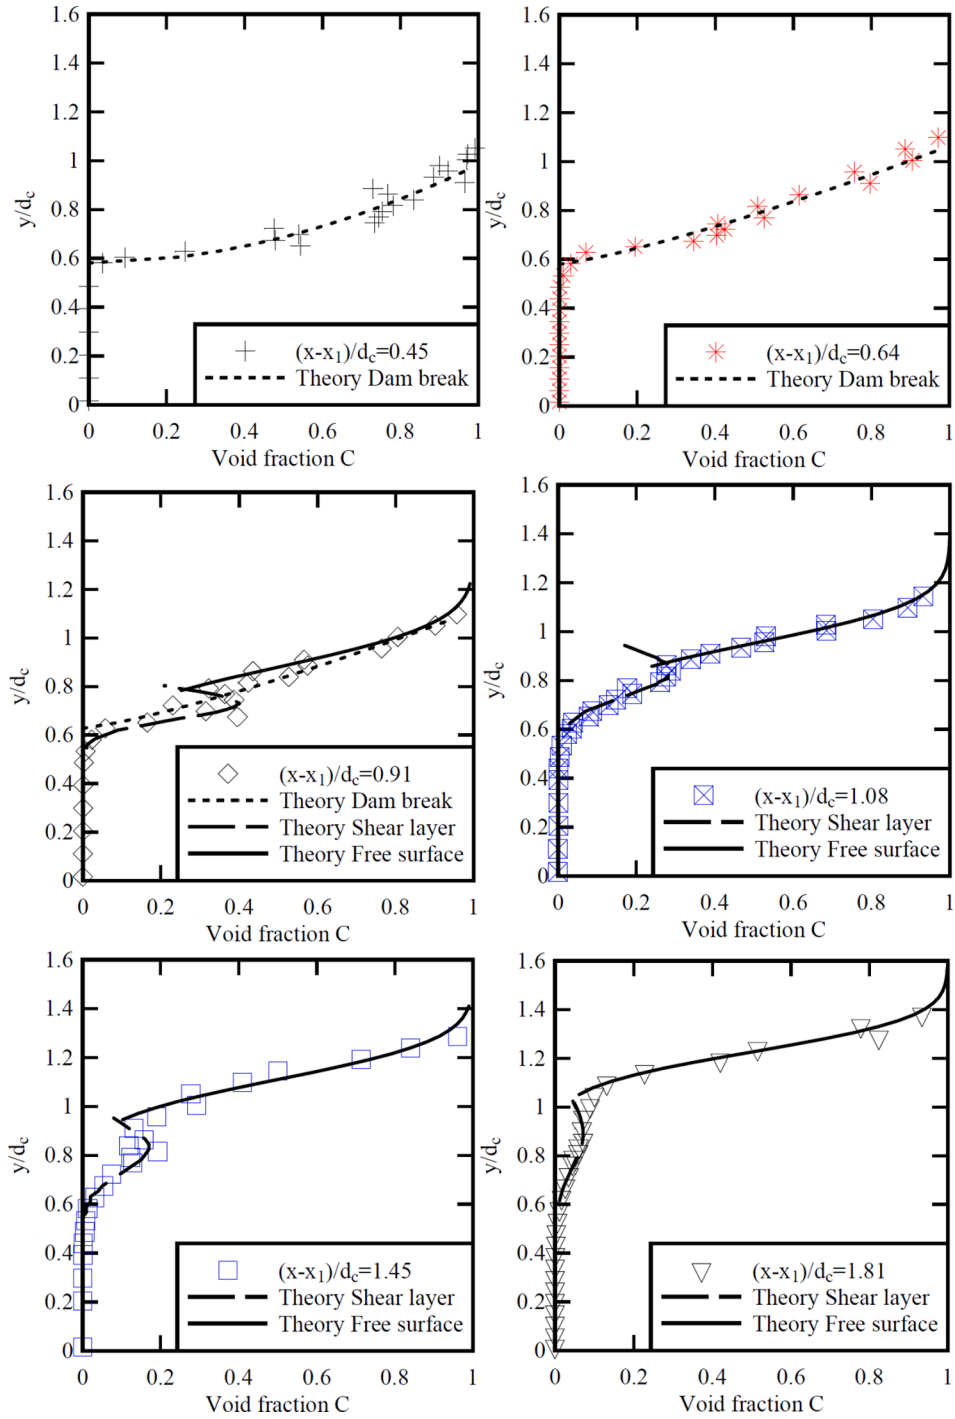 1.6
1.4
1.2
1
0.8
0.6
0.4
0.2
0
y/dc
(x-x1)/dc=0.45
Theory Dam break
0 0.2 0.4 0.6 0.8 1
Void fraction C
1.6
1.4
1.2
1
0.8
0.6
0.4
0.2
0
y/dc
(x-x1)/dc=0.64
Theory Dam break
0 0.2 0.4 0.6 0.8 1
Void fraction C
1.6
1.4
1.2
1
0.8
0.6
0.4
0.2
0
y/dc
(x-x1)/dc=0.91
Theory Dam break
Theory Shear layer
Theory Free surface
0 0.2 0.4 0.6 0.8 1
Void fraction C
1.6
1.4
1.2
1
0.8
0.6
0.4
0.2
0
y/dc
(x-x1)/dc=1.08
Theory Shear layer
Theory Free surface
0 0.2 0.4 0.6 0.8 1
Void fraction C
1.6
1.4
1.2
1
0.8
0.6
0.4
0.2
0
y/dc
(x-x1)/dc=1.45
Theory Shear layer
Theory Free surface
0 0.2 0.4 0.6 0.8 1
Void fraction C
1.6
1.4
1.2
1
0.8
0.6
0.4
0.2
0
y/dc
(x-x1)/dc=1.81
Theory Shear layer
Theory Free surface
0 0.2 0.4 0.6 0.8 1
Void fraction C